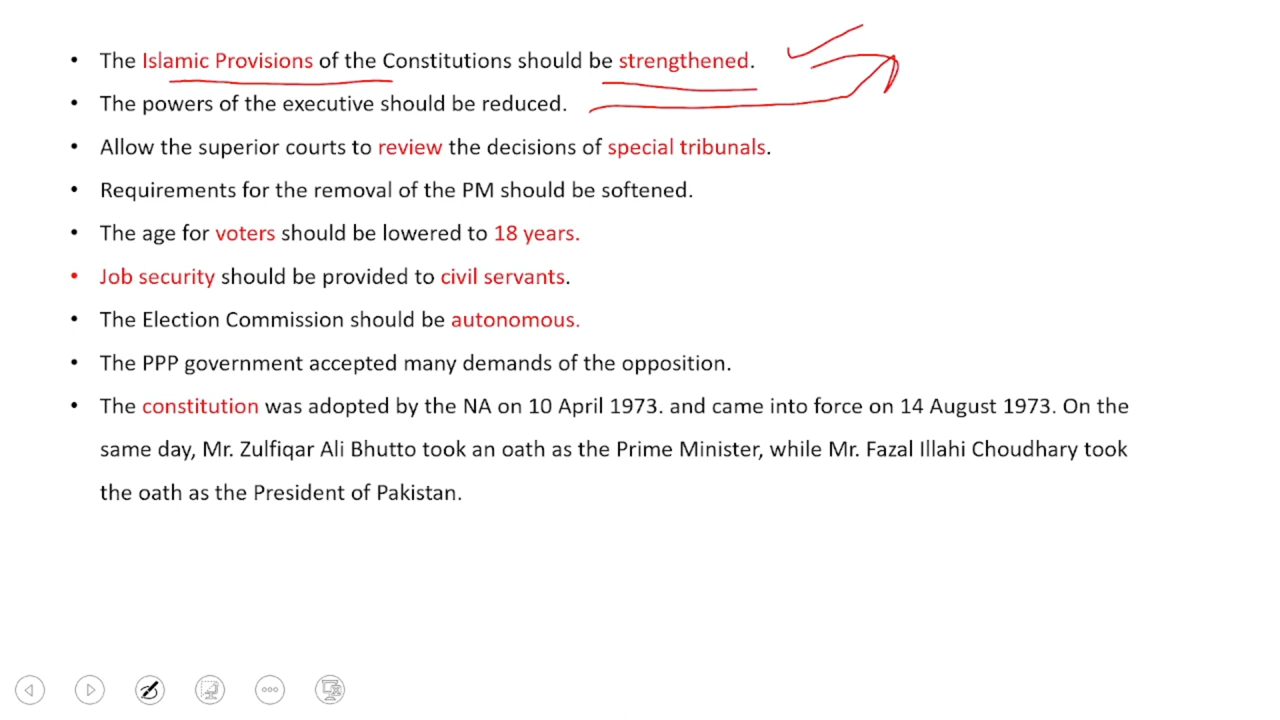 • The Islamic Provisions of the Constitutions should be strengthened.
• The powers of the executive should be reduced.
• Allow the superior courts to review the decisions of special tribunals.
• Requirements for the removal of the PM should be softened.
• The age for voters should be lowered to 18 years.
• Job security should be provided to civil servants.
• The Election Commission should be autonomous.
• The PPP government accepted many demands of the opposition.
• The constitution was adopted by the NA on 10 April 1973. and came into force on 14 August 1973. On the
same day, Mr. Zulfiqar Ali Bhutto took an oath as the Prime Minister, while Mr. Fazal Illahi Choudhary took
the oath as the President of Pakistan.